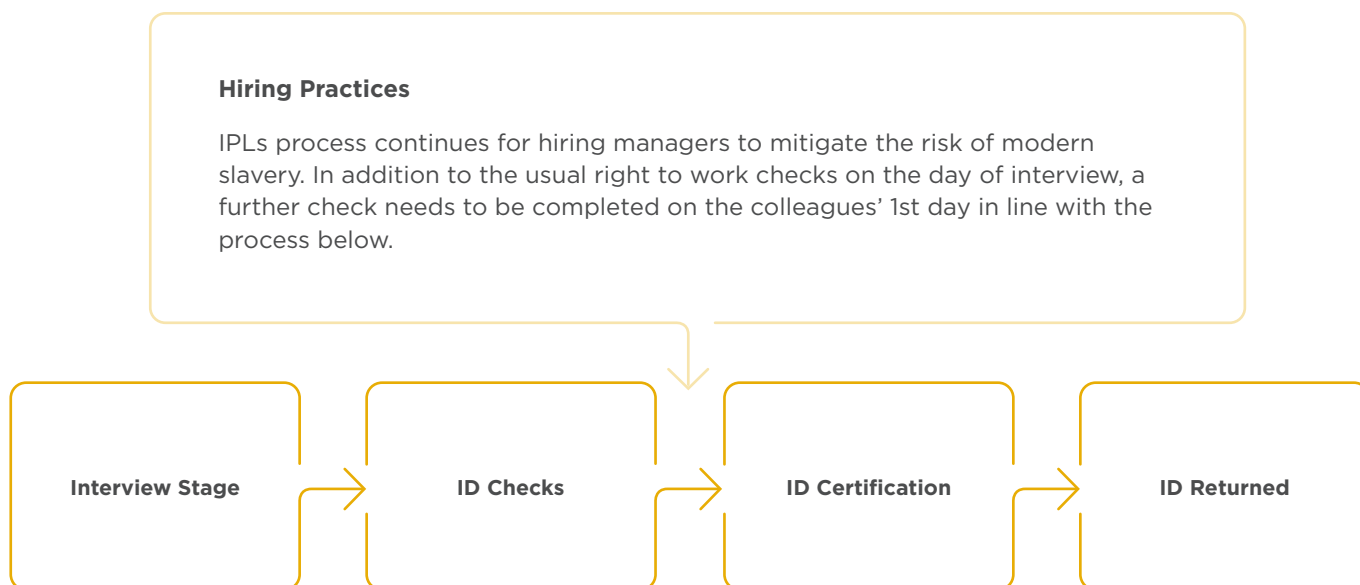 Hiring Practices
IPLs process continues for hiring managers to mitigate the risk of modern
slavery. In addition to the usual right to work checks on the day of interview, a
further check needs to be completed on the colleagues’ 1st day in line with the
process below.
Interview Stage
ID Checks
ID Certification
ID Returned